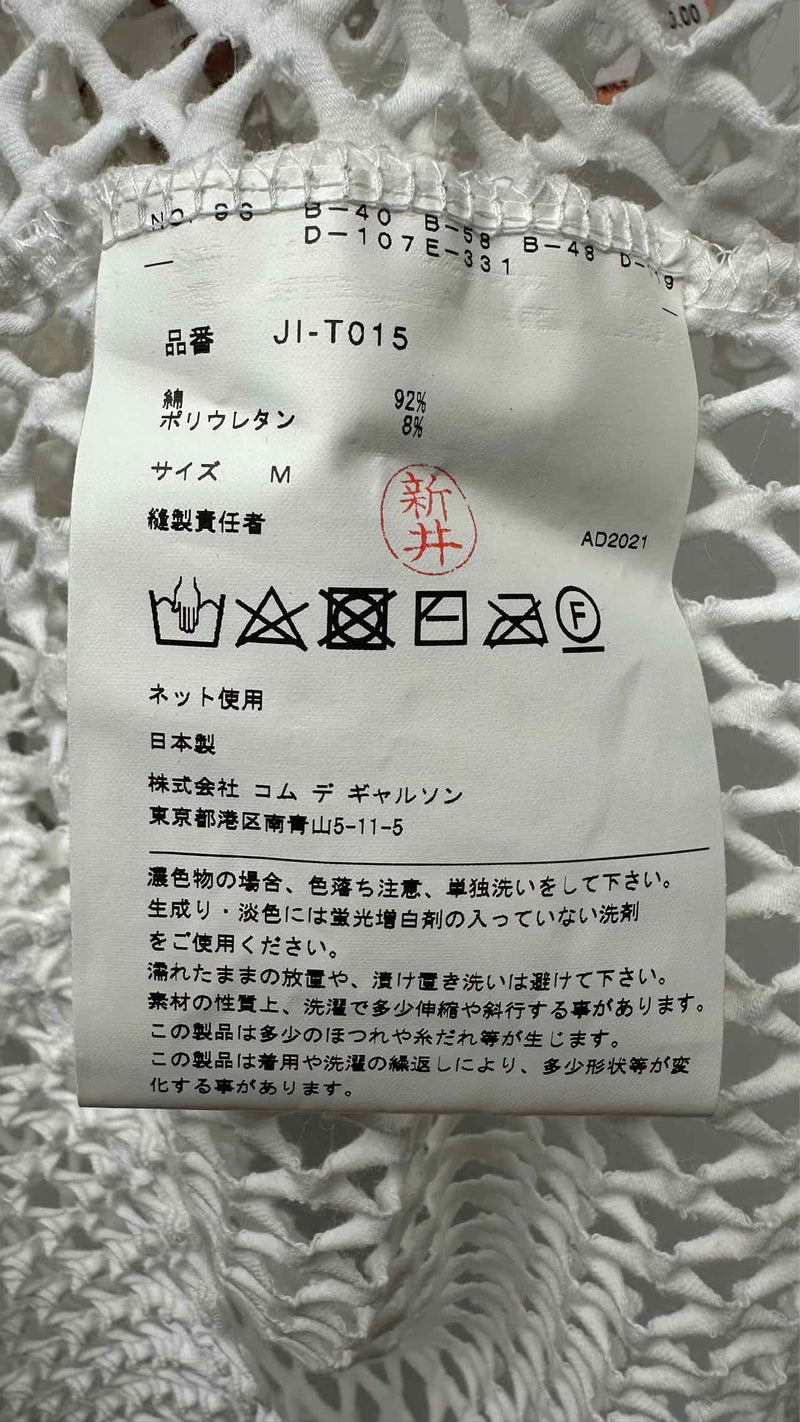 .00
B-40 B-58 B-48
D-107 E-331
品番 JI-T015
綿 92%
ポリウレタン 8%
サイズ M
縫製責任者 新井
AD2021
F
ネット使用
日本製
株式会社 コム デ ギャルソン
東京都港区南青山5-11-5
濃色物の場合、色落ち注意、単独洗いをして下さい。
生成り・淡色には蛍光増白剤の入っていない洗剤
をご使用ください。
濡れたままの放置や、漬け置き洗いは避けて下さい。
素材の性質上、洗濯で多少伸縮や斜行する事があります。
この製品は多少のほつれや糸だれ等が生じます。
この製品は着用や洗濯の繰返しにより、多少形状等が変
化する事があります。